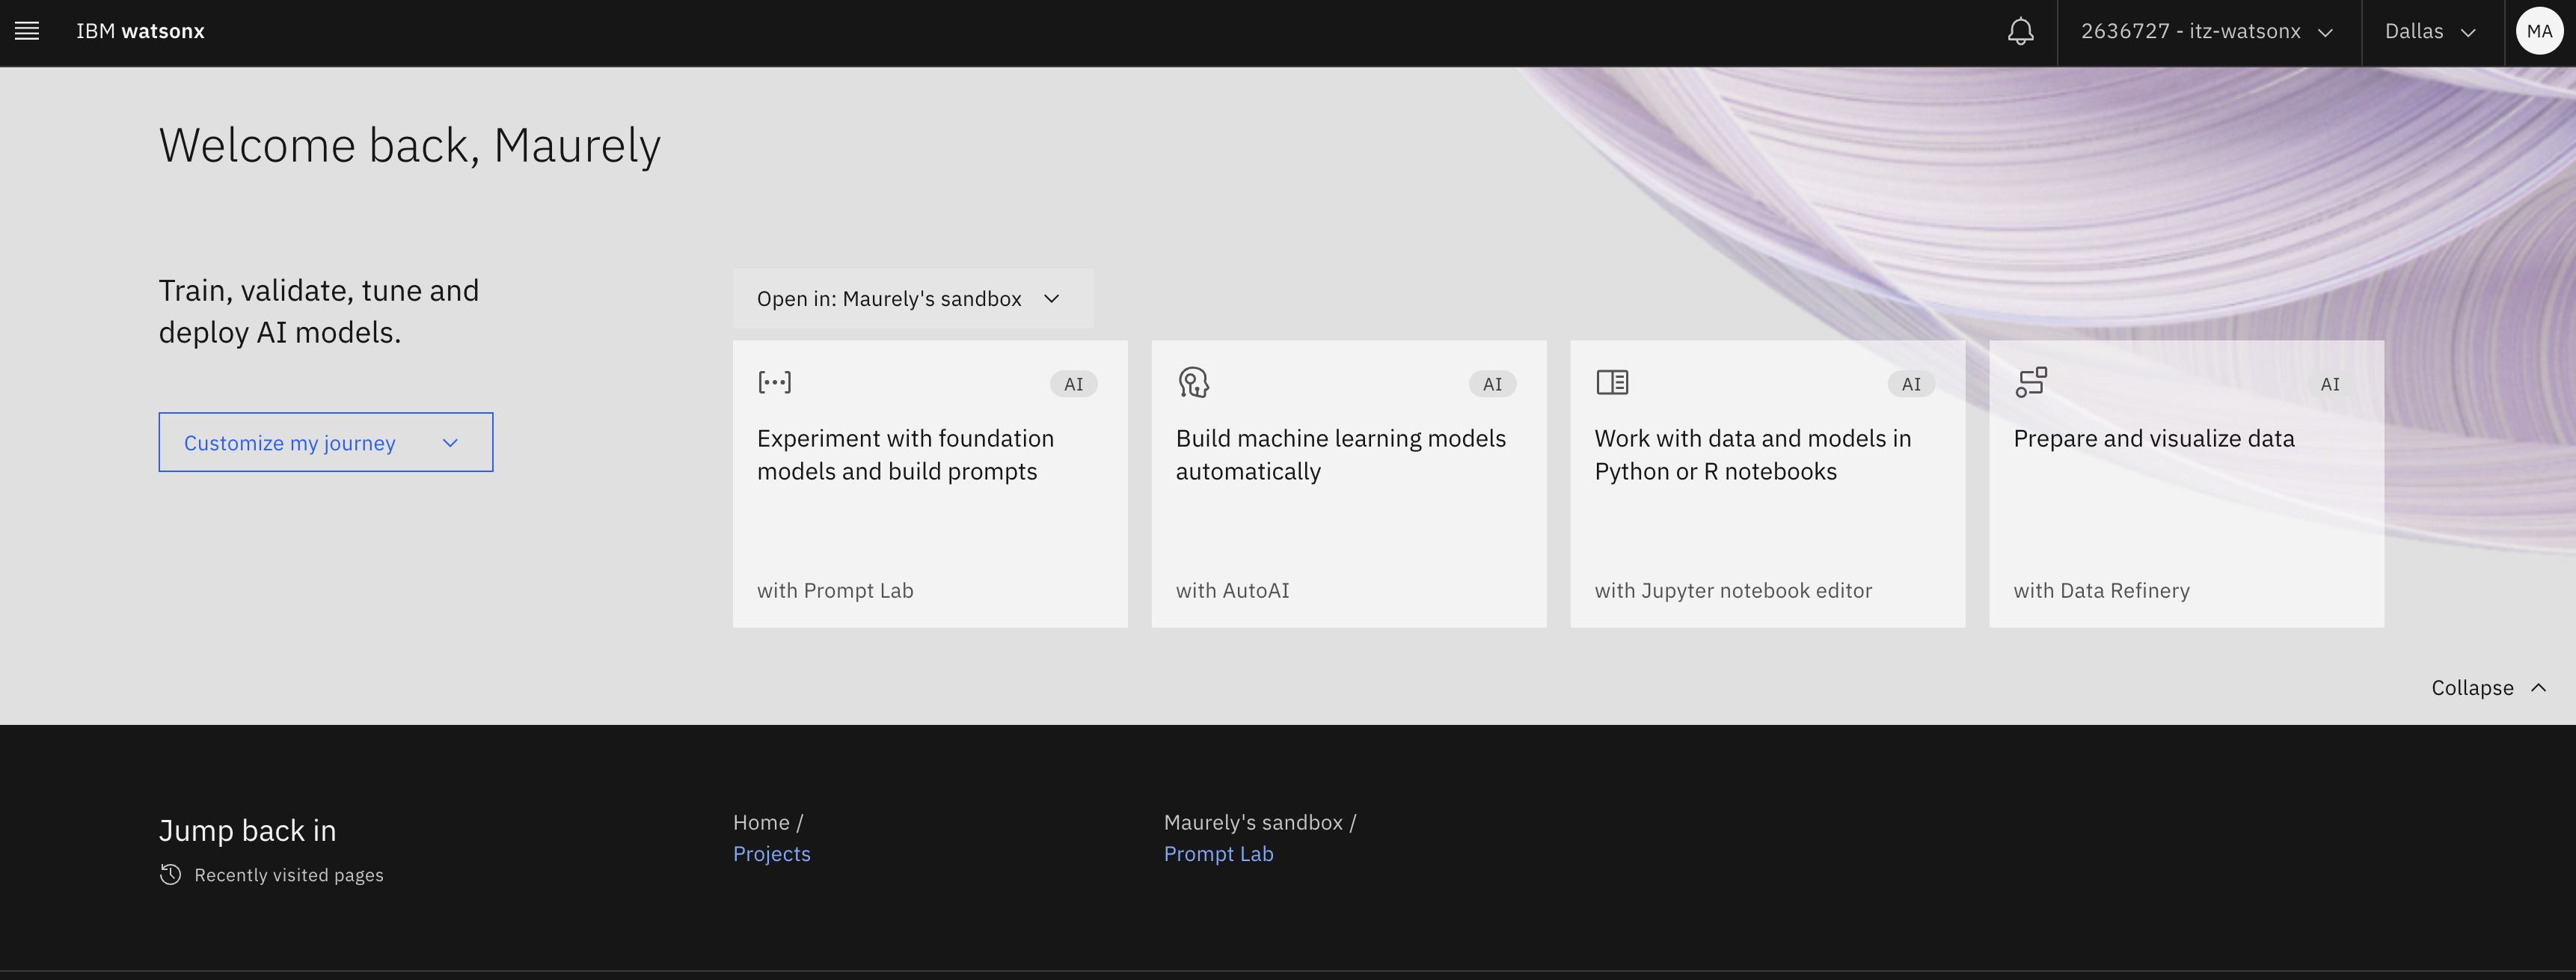 IBM watsonx
2636727 - itz-watsonx
Dallas
MA
Welcome back, Maurely
Train, validate, tune and
deploy AI models.
Customize my journey
Open in: Maurely's sandbox
AI
Experiment with foundation
models and build prompts
with Prompt Lab
AI
Build machine learning models
automatically
with AutoAI
AI
Work with data and models in
Python or R notebooks
with Jupyter notebook editor
AI
Prepare and visualize data
with Data Refinery
Collapse
Jump back in
Recently visited pages
Home /
Projects
Maurely's sandbox /
Prompt Lab